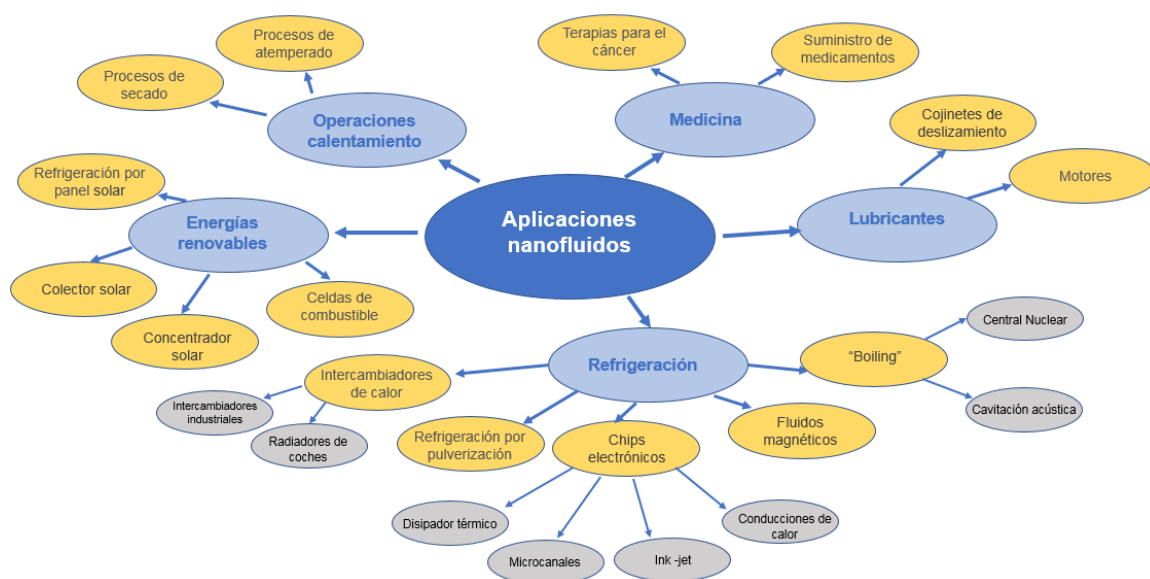 Procesos de
atemperado
Terapias para el
cáncer
Suministro de
medicamentos
Procesos de
secado
Operaciones
calentamiento
Medicina
Cojinetes de
deslizamiento
Refrigeración por
panel solar
Motores
Energías
renovables
Aplicaciones
nanofluidos
Lubricantes
Colector solar
Celdas de
combustible
Concentrador
solar
Central Nuclear
Refrigeración
"Boiling"
Intercambiadores
de calor
Intercambiadores
industriales
Cavitación acústica
Radiadores de
coches
Refrigeración por
pulverización
Chips
electrónicos
Fluidos
magnéticos
Disipador térmico
Conducciones de
calor
Microcanales
Ink -jet